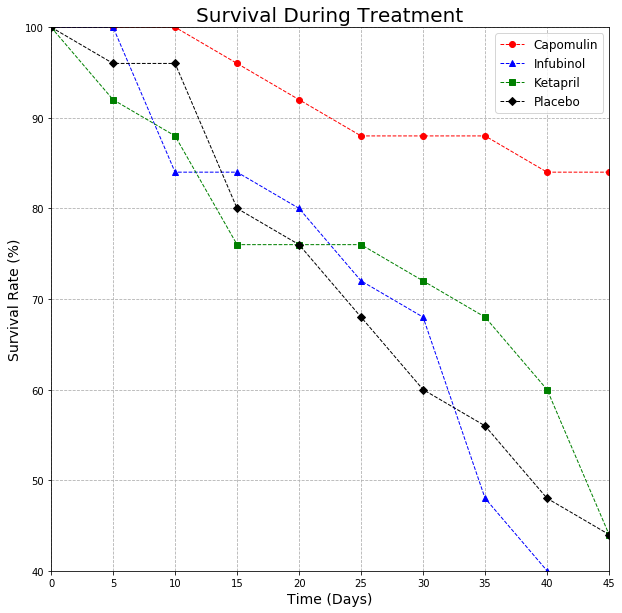 Survival During Treatment
Capomulin
Infubinol
Ketapril
Placebo
Survival Rate (%)
100
90
80
70
60
50
40
0 5 10 15 20 25 30 35 40 45
Time (Days)